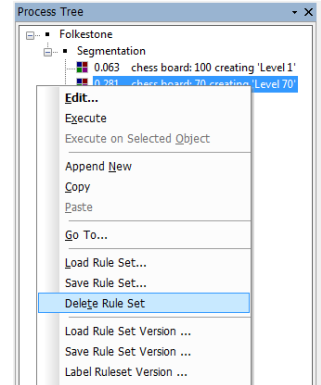 Process Tree
Folkestone
Segmentation
0.063 chess board: 100 creating 'Level 1'
0.281 chess board: 70 creating 'Level 70'
Edit...
Execute
Execute on Selected Object
Append New
Copy
Paste
Go To...
Load Rule Set...
Save Rule Set...
Delete Rule Set
Load Rule Set Version ...
Save Rule Set Version ...
Label Ruleset Version ...